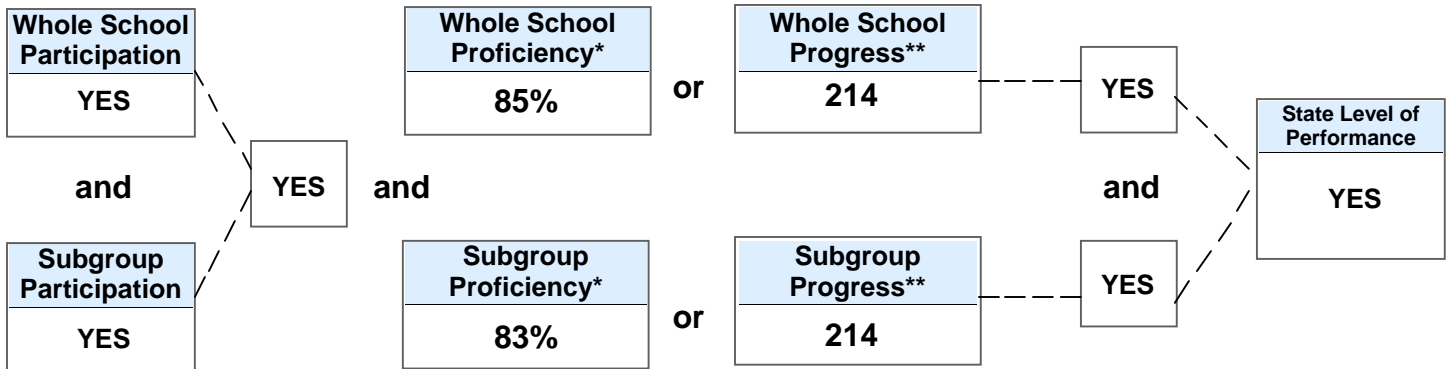 Whole School
Participation
YES
and
Subgroup
Participation
YES
YES
and
Whole School
Proficiency*
85%
or
Whole School
Progress**
214
YES
Subgroup
Proficiency*
83%
or
Subgroup
Progress**
214
YES
and
State Level of
Performance
YES